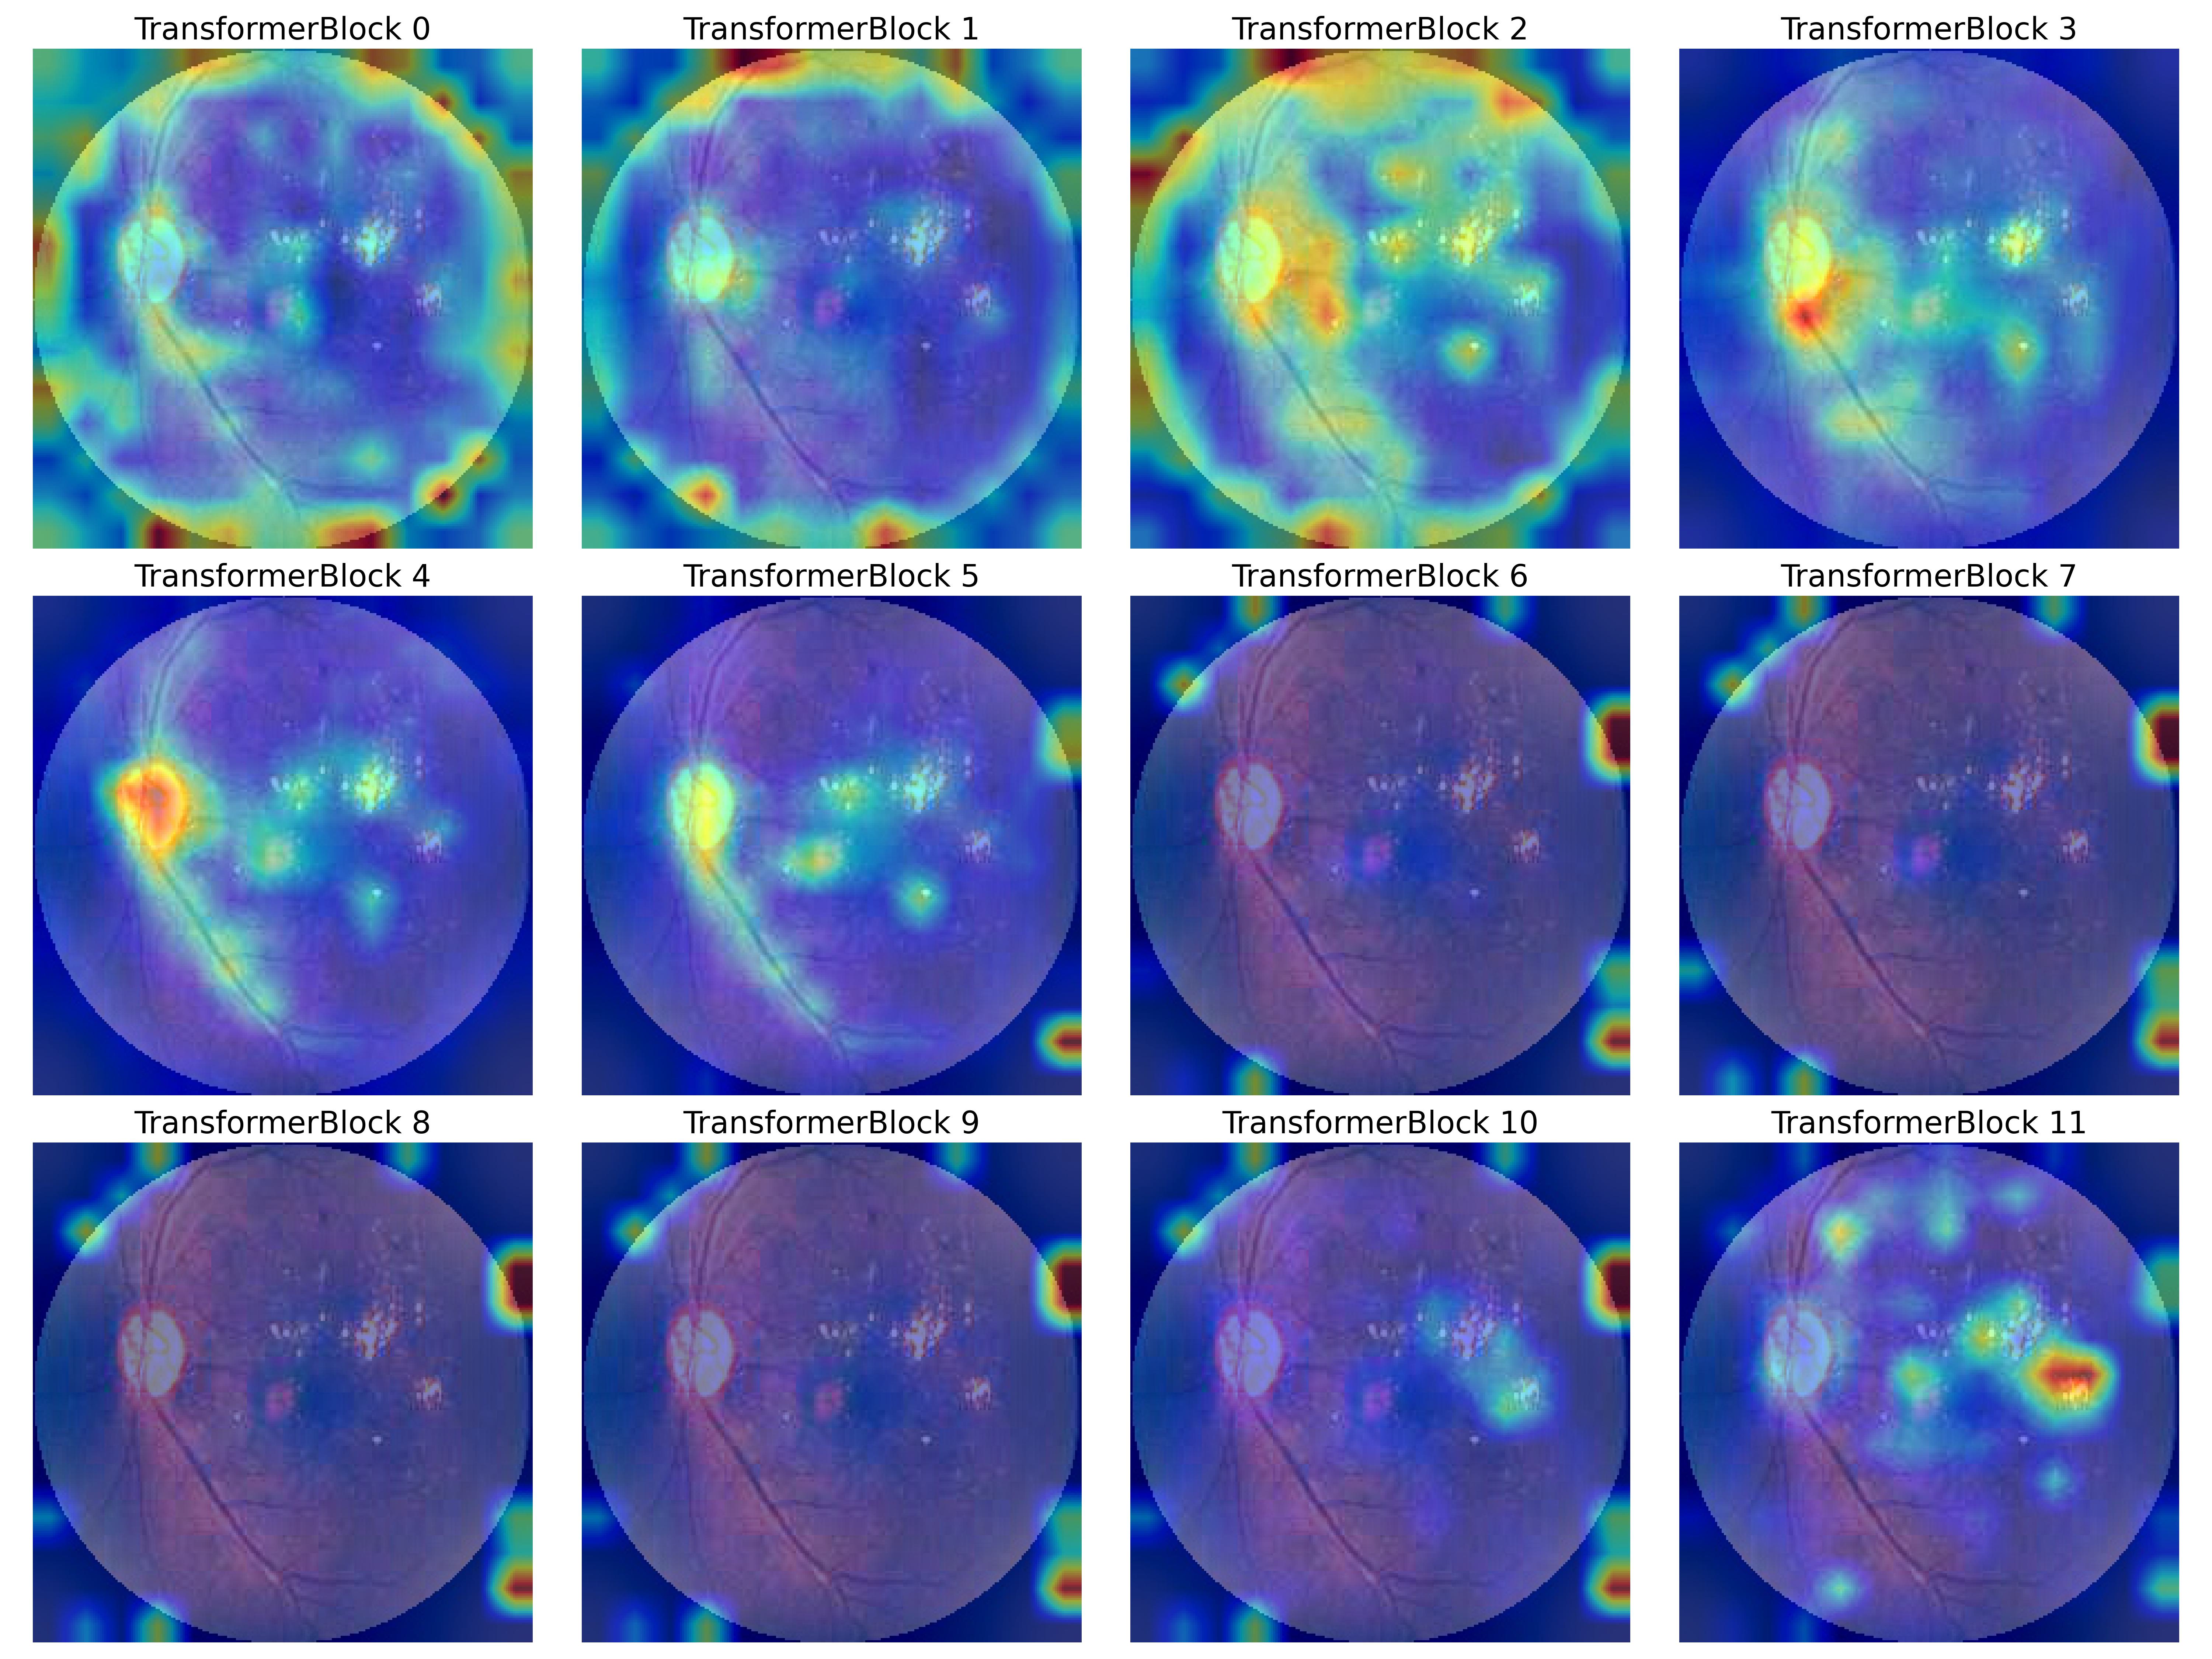 TransformerBlock 0
TransformerBlock 1
TransformerBlock 2
TransformerBlock 3
TransformerBlock 4
TransformerBlock 5
TransformerBlock 6
TransformerBlock 7
TransformerBlock 8
TransformerBlock 9
TransformerBlock 10
TransformerBlock 11